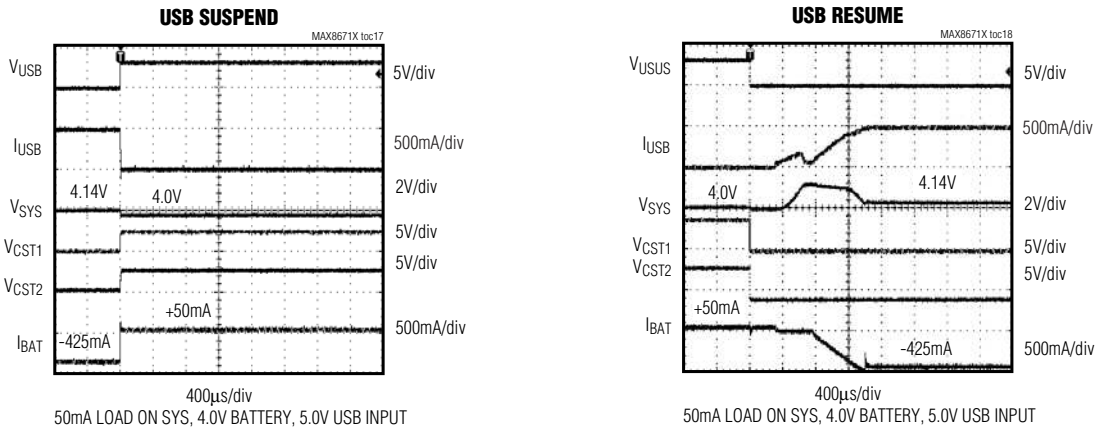 USB SUSPEND
MAX8671X toc17
VUSB
5V/div
IUSB
500mA/div
4.14V
4.0V
2V/div
VSYS
5V/div
VCST1
5V/div
VCST2
+50mA
500mA/div
IBAT
-425mA
400μs/div
50mA LOAD ON SYS, 4.0V BATTERY, 5.0V USB INPUT
USB RESUME
MAX8671X toc18
VUSUS
5V/div
500mA/div
IUSB
4.0V
4.14V
VSYS
2V/div
VCST1
5V/div
VCST2
5V/div
+50mA
IBAT
-425mA
500mA/div
400μs/div
50mA LOAD ON SYS, 4.0V BATTERY, 5.0V USB INPUT